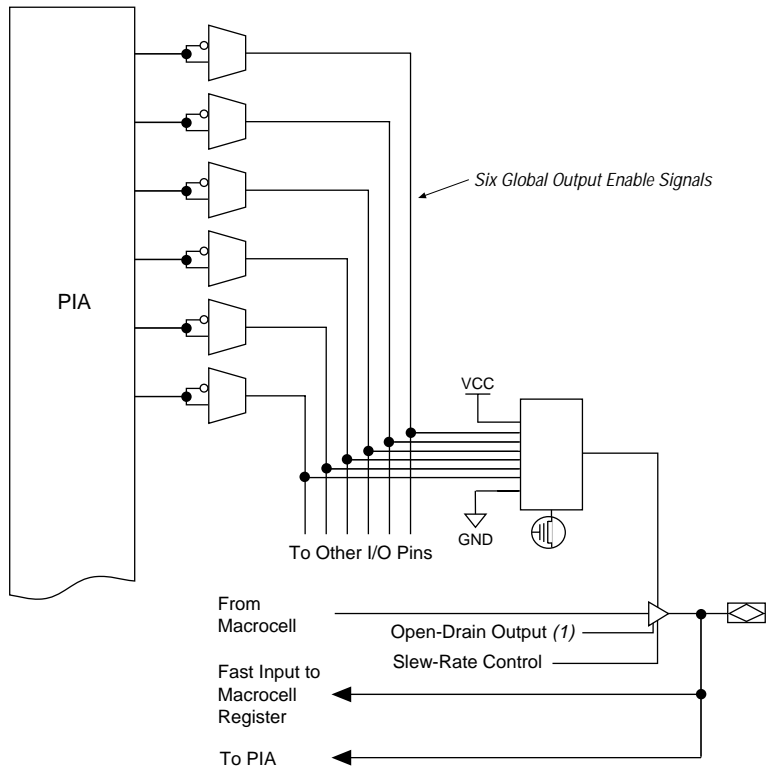 Six Global Output Enable Signals
PIA
VCC
GND
To Other I/O Pins
From
Macrocell
Open-Drain Output (1)
Slew-Rate Control
Fast Input to
Macrocell
Register
To PIA